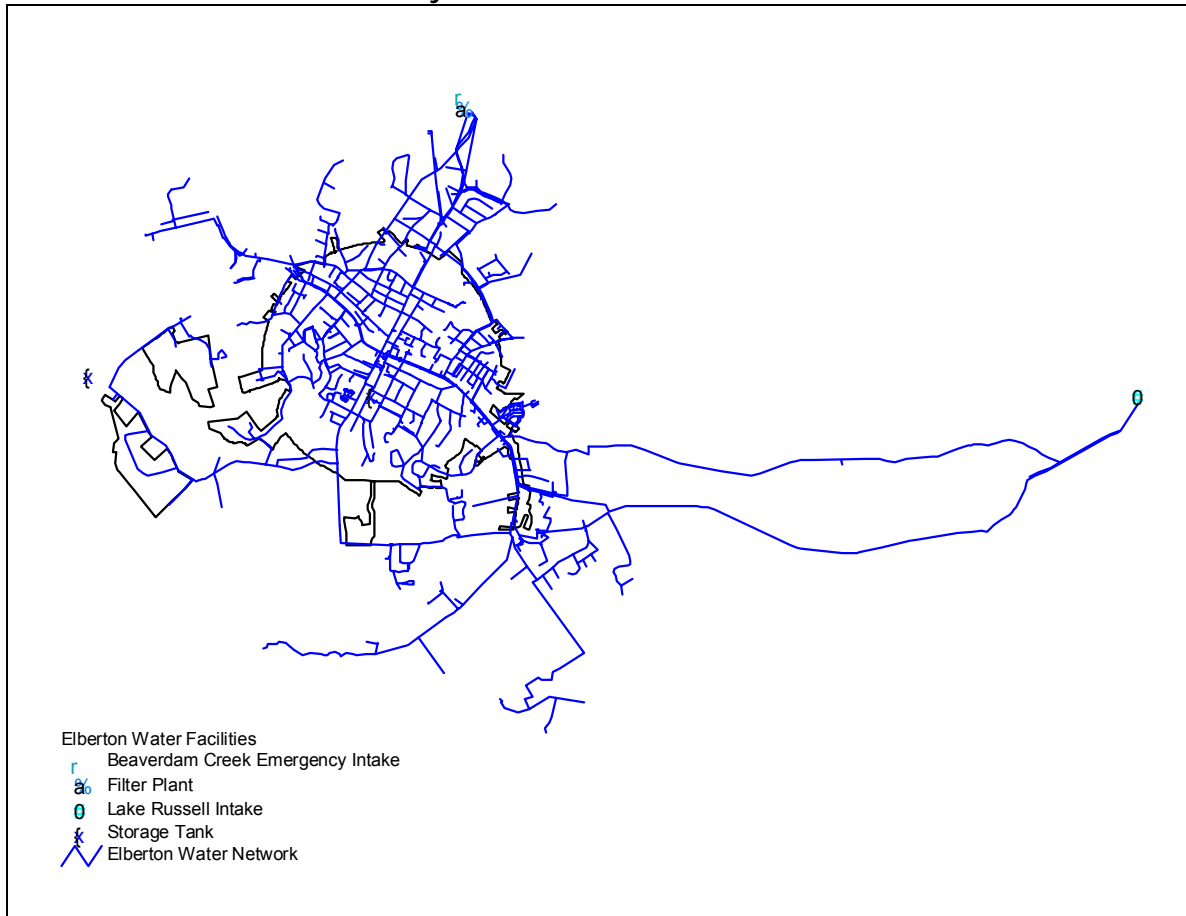 Elberton Water Facilities
Beaverdam Creek Emergency Intake
Filter Plant
Lake Russell Intake
Storage Tank
Elberton Water Network